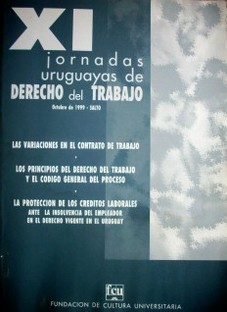 XI
jornadas
uruguayas de
DERECHO del TRABAJO
Octubre de 1999 - SALTO
LAS VARIACIONES EN EL CONTRATO DE TRABAJO
LOS PRINCIPIOS DEL DERECHO DEL TRABAJO
Y EL CODIGO GENERAL DEL PROCESO
LA PROTECCION DE LOS CREDITOS LABORALES
ANTE LA INSOLVENCIA DEL EMPLEADOR
EN EL DERECHO VIGENTE EN EL URUGUAY
fcu
FUNDACION DE CULTURA UNIVERSITARIA